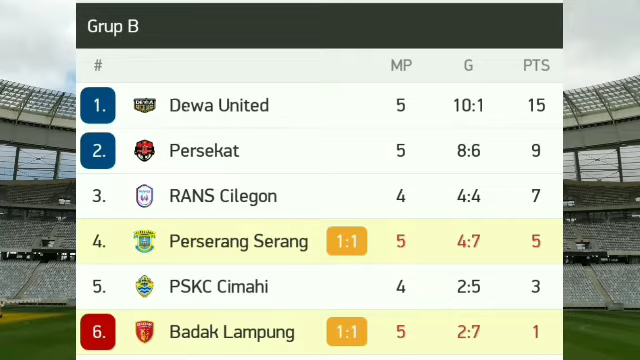 Grup B
# MP G PTS
1. DEWA Dewa United 5 10:1 15
2. Persekat 5 8:6 9
3. RANS Cilegon 4 4:4 7
4. Perserang Serang 1:1 5 4:7 5
5. PSKC Cimahi 4 2:5 3
6. Badak Lampung 1:1 5 2:7 1